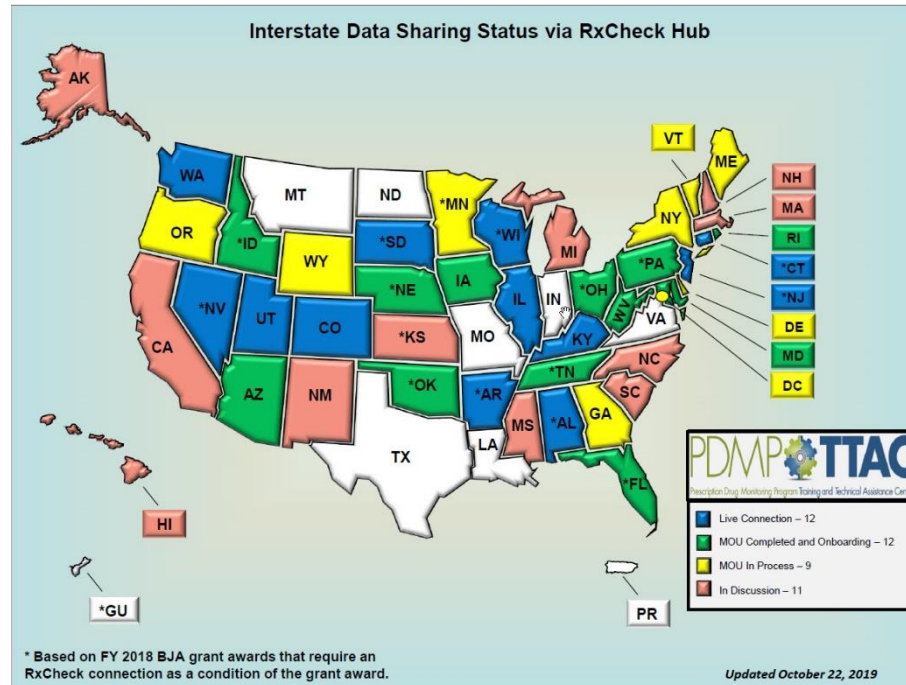 Interstate Data Sharing Status via RxCheck Hub
AK
VT
ME
WA
MT
ND
*MN
NH
MA
OR
*ID
*SD
*WI
NY
MI
RI
WY
*CT
*NE
IA
*PA
*NJ
*NV
UT
CO
IL
IN
*OH
WV
VA
DE
CA
*KS
MO
KY
MD
DC
AZ
NM
*OK
*AR
*TN
NC
SC
TX
LA
MS
*AL
GA
*FL
HI
*GU
PR
PDMP TTAC
Prescription Drug Monitoring Program Training and Technical Assistance Cen
Live Connection – 12
MOU Completed and Onboarding – 12
MOU In Process – 9
In Discussion – 11
* Based on FY 2018 BJA grant awards that require an
RxCheck connection as a condition of the grant award.
Updated October 22, 2019